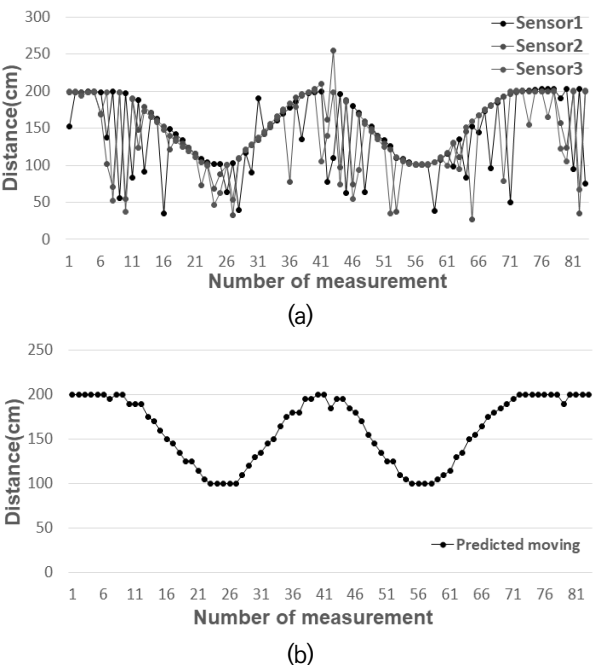 300
250
200
150
100
50
0
Distance(cm)
Sensor1
Sensor2
Sensor3
1 6 11 16 21 26 31 36 41 46 51 56 61 66 71 76 81
Number of measurement
(a)
250
200
150
100
50
0
Distance(cm)
Predicted moving
1 6 11 16 21 26 31 36 41 46 51 56 61 66 71 76 81
Number of measurement
(b)